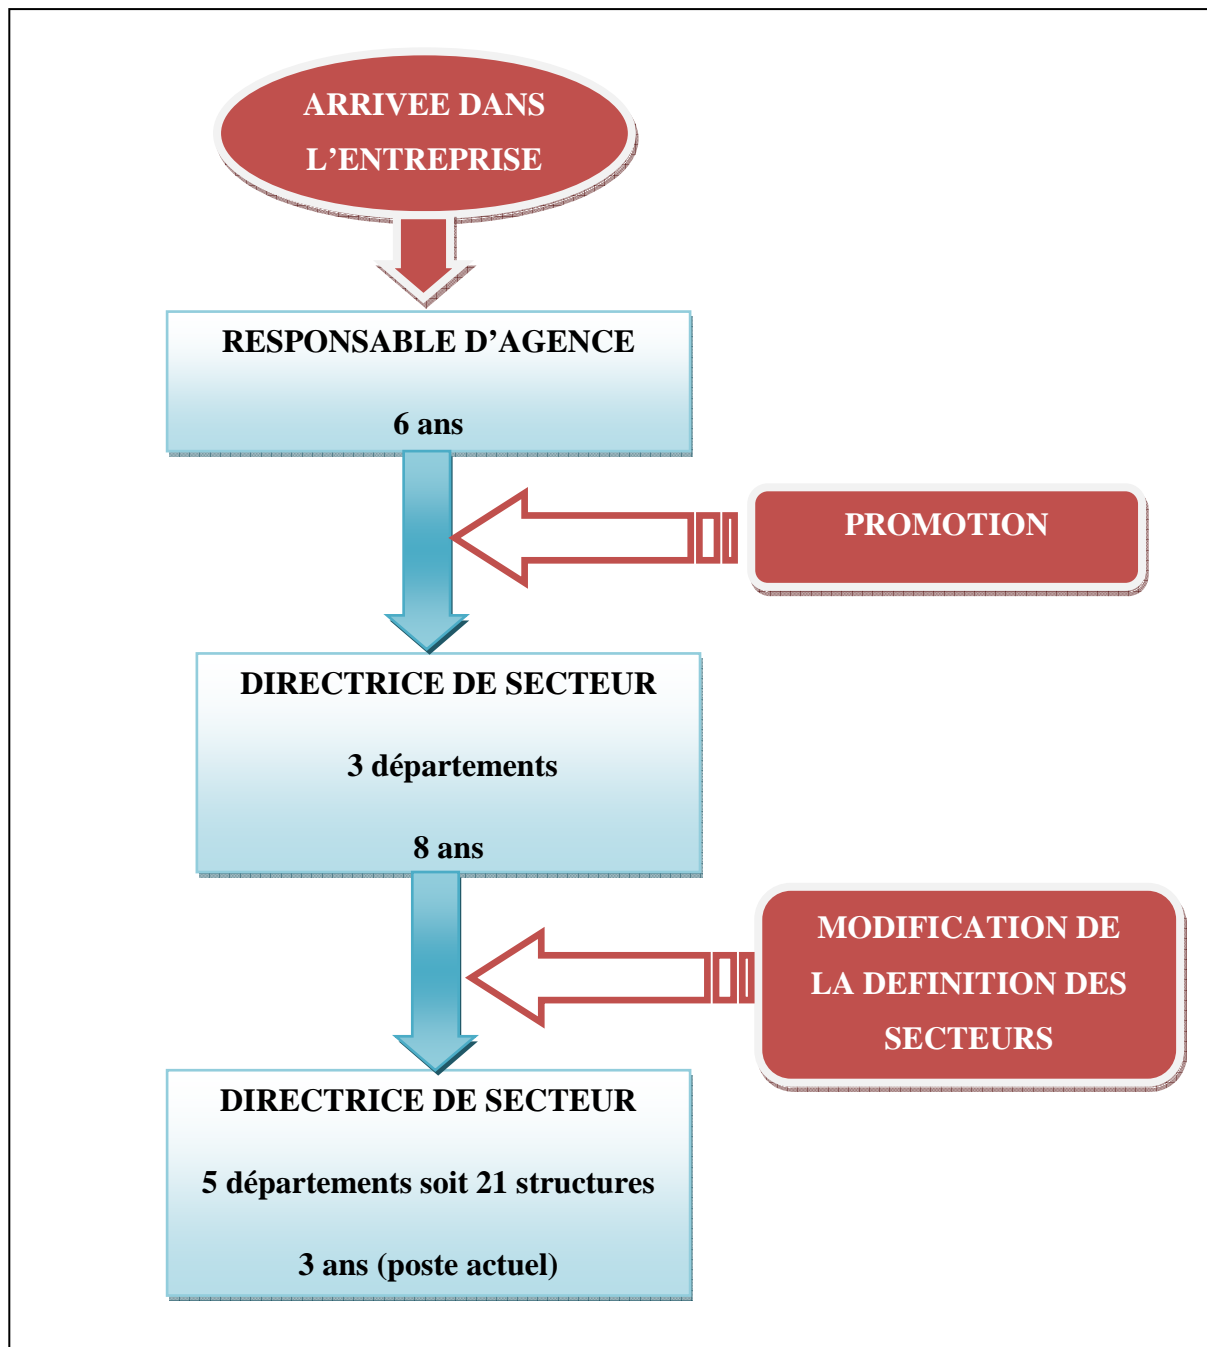 ARRIVEE DANS
L’ENTREPRISE
RESPONSABLE D’AGENCE
6 ans
PROMOTION
DIRECTRICE DE SECTEUR
3 départements
8 ans
MODIFICATION DE
LA DEFINITION DES
SECTEURS
DIRECTRICE DE SECTEUR
5 départements soit 21 structures
3 ans (poste actuel)